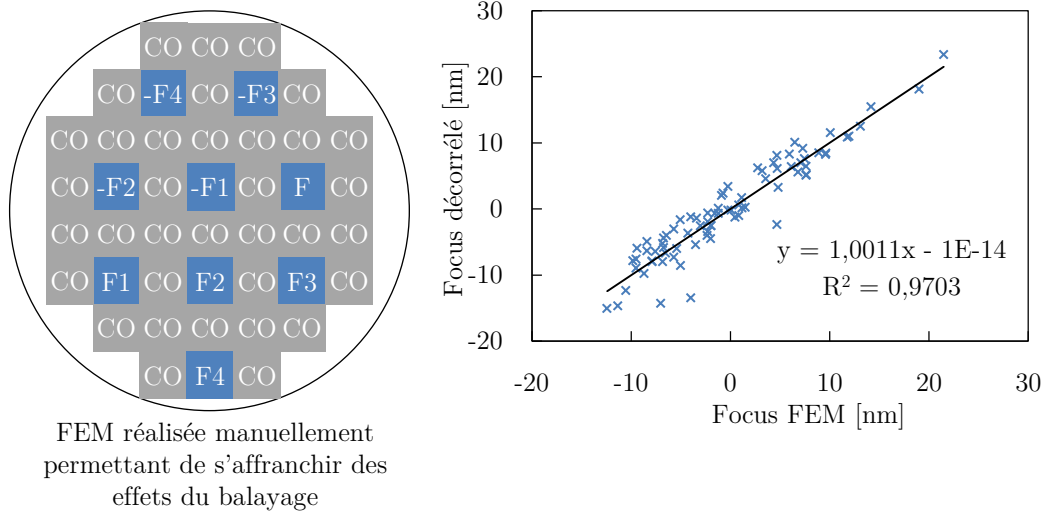 CO CO CO
CO -F4 CO -F3 CO
CO CO CO CO CO CO CO
CO -F2 CO -F1 CO F CO
CO CO CO CO CO CO CO
CO F1 CO F2 CO F3 CO
CO CO CO CO CO
CO F4 CO
FEM réalisée manuellement
permettant de s'affranchir des
effets du balayage
Focus décorrélé [nm]
30
20
10
0
-10
-20
y = 1,0011x - 1E-14
R² = 0,9703
-20 -10 0 10 20 30
Focus FEM [nm]